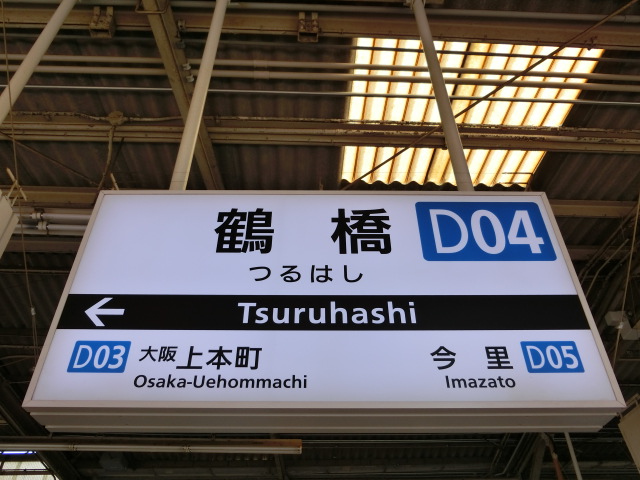 鶴橋 D04
つるはし
← Tsuruhashi
D03 大阪上本町 今里 D05
Osaka-Uehommachi Imazato